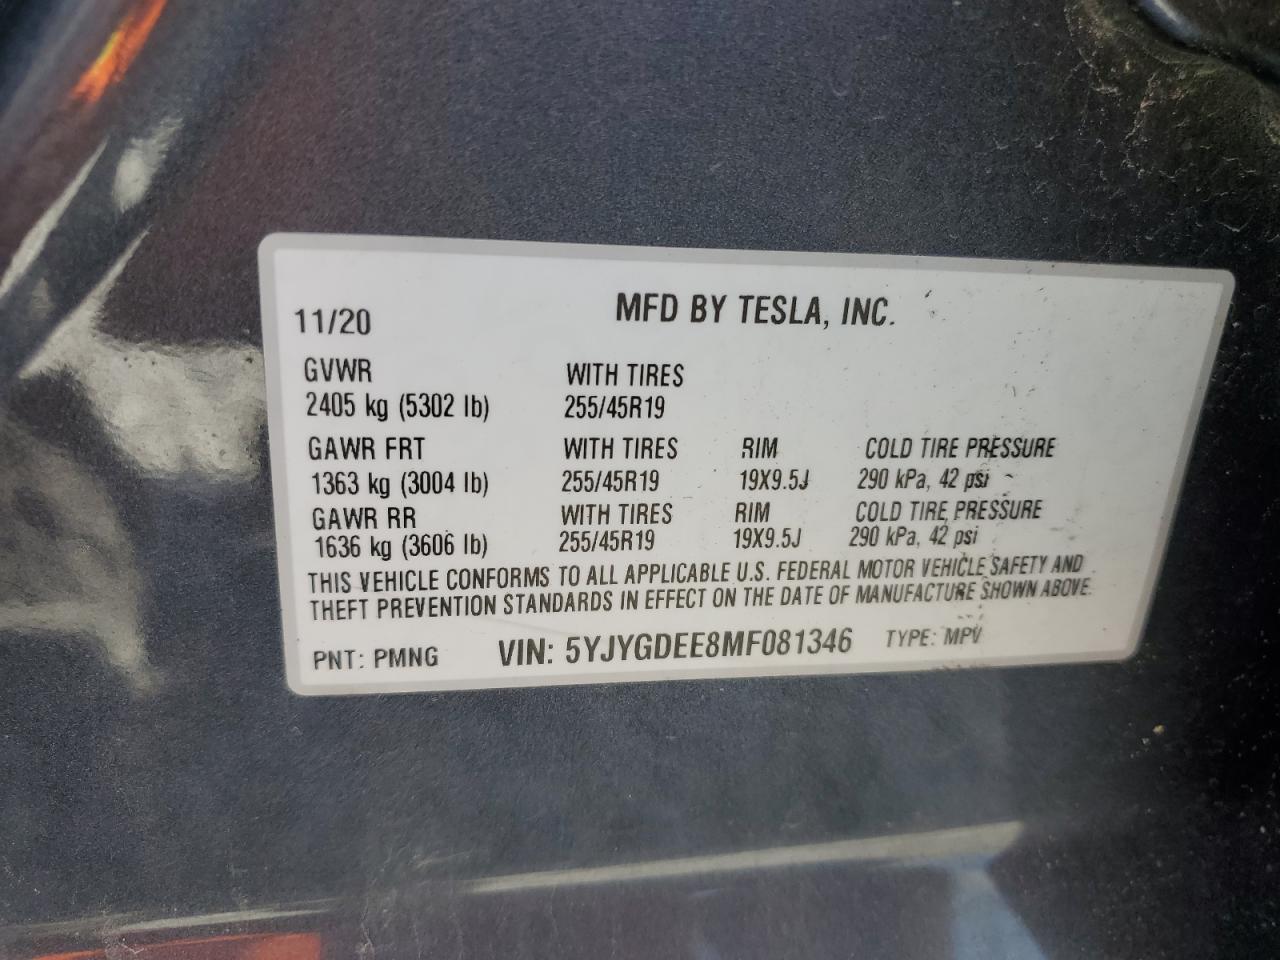 MFD BY TESLA, INC.
11/20
GVWR WITH TIRES
2405 kg (5302 lb) 255/45R19
GAWR FRT WITH TIRES RIM COLD TIRE PRESSURE
1363 kg (3004 lb) 255/45R19 19X9.5J 290 kPa, 42 psi
GAWR RR WITH TIRES RIM COLD TIRE PRESSURE
1636 kg (3606 lb) 255/45R19 19X9.5J 290 kPa, 42 psi
THIS VEHICLE CONFORMS TO ALL APPLICABLE U.S. FEDERAL MOTOR VEHICLE SAFETY AND
THEFT PREVENTION STANDARDS IN EFFECT ON THE DATE OF MANUFACTURE SHOWN ABOVE.
PNT: PMNG VIN: 5YJYGDEE8MF081346 TYPE: MPV